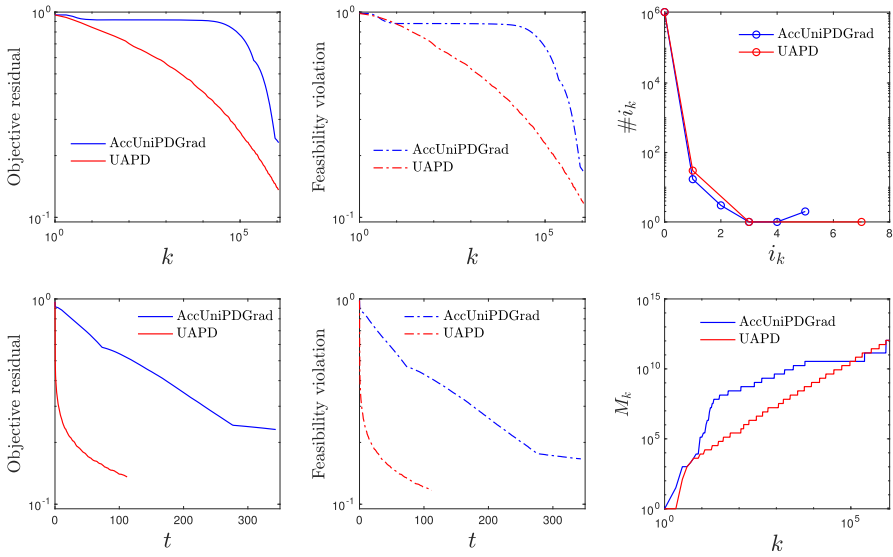 Objective residual
10^0
10^-1
10^0
10^5
k
AccUniPDGrad
UAPD
Feasibility violation
10^0
10^-1
10^0
10^5
k
AccUniPDGrad
UAPD
#i_k
10^6
10^4
10^2
10^0
0 2 4 6 8
i_k
AccUniPDGrad
UAPD
Objective residual
10^0
10^-1
0 100 200 300
t
AccUniPDGrad
UAPD
Feasibility violation
10^0
10^-1
0 100 200 300
t
AccUniPDGrad
UAPD
M_k
10^15
10^10
10^5
10^0
10^0
10^5
k
AccUniPDGrad
UAPD